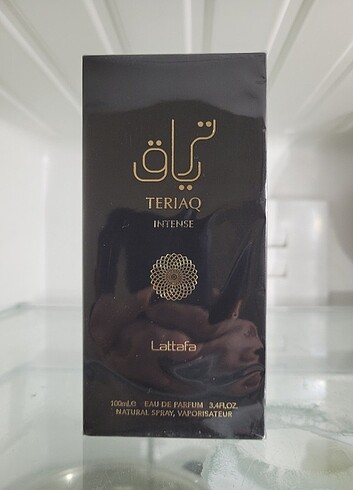 ترياق
TERIAQ
INTENSE
Lattafa
100mL℮ EAU DE PARFUM 3.4FL.OZ.
NATURAL SPRAY, VAPORISATEUR